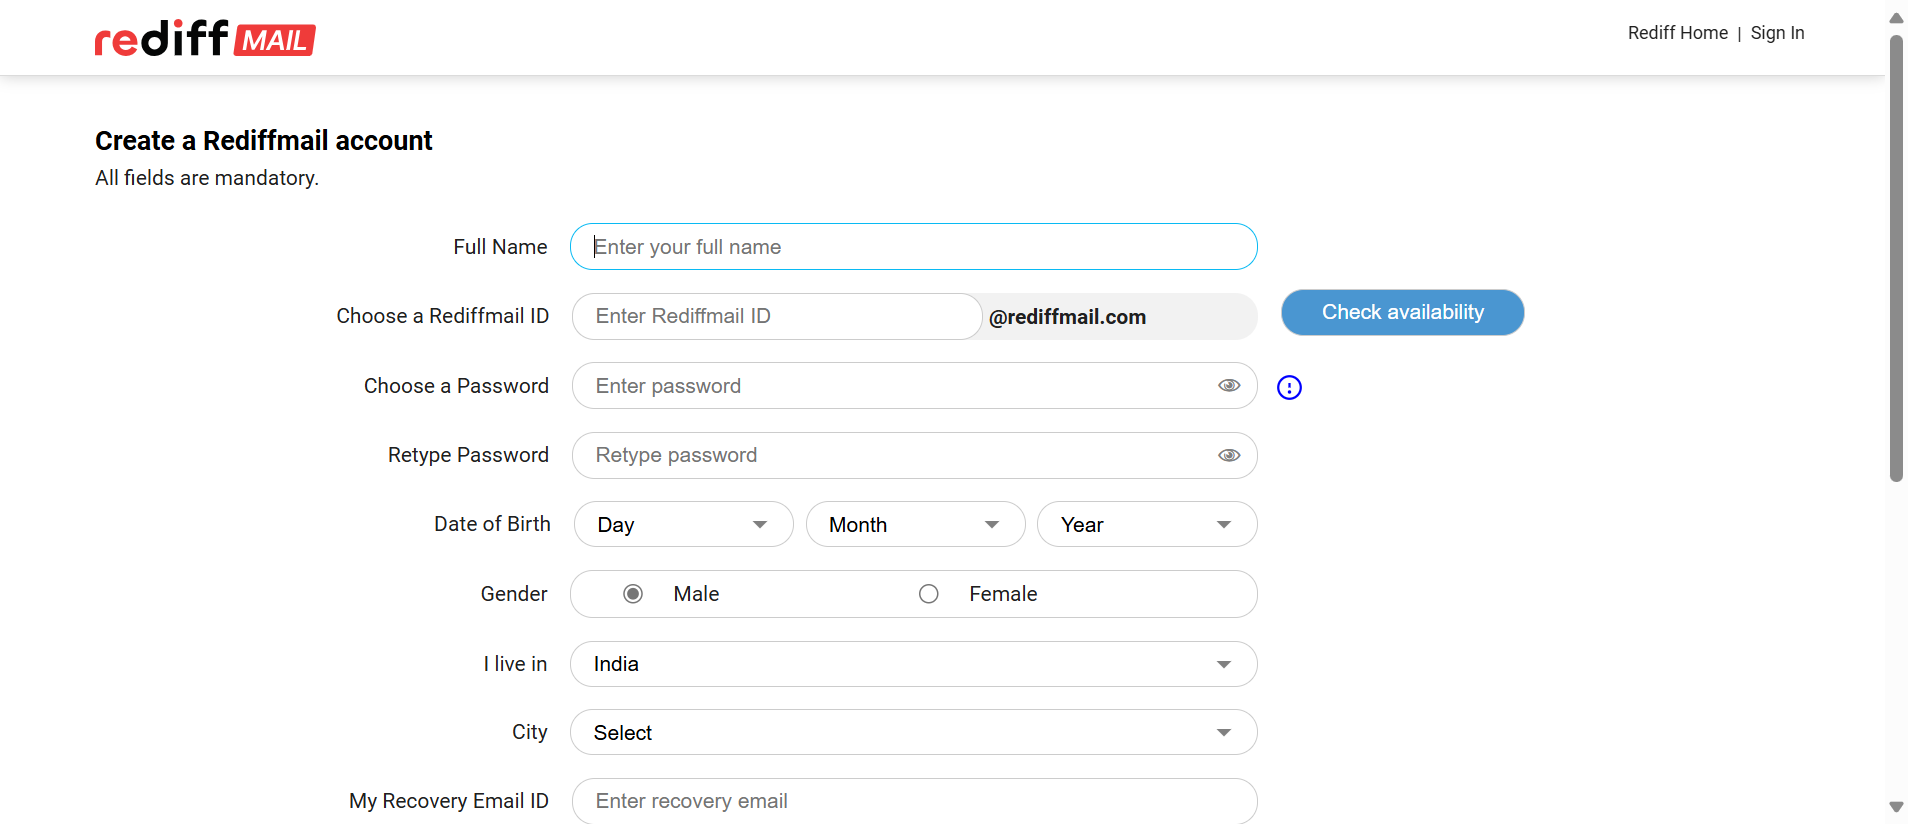 rediff MAIL
Rediff Home | Sign In
Create a Rediffmail account
All fields are mandatory.
Full Name Enter your full name
Choose a Rediffmail ID Enter Rediffmail ID @rediffmail.com Check availability
Choose a Password Enter password
Retype Password Retype password
Date of Birth Day Month Year
Gender Male Female
I live in India
City Select
My Recovery Email ID Enter recovery email